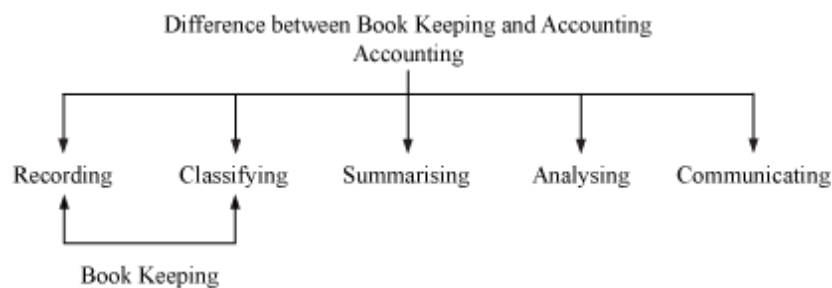 Difference between Book Keeping and Accounting
Accounting
Recording Classifying Summarising Analysing Communicating
Book Keeping